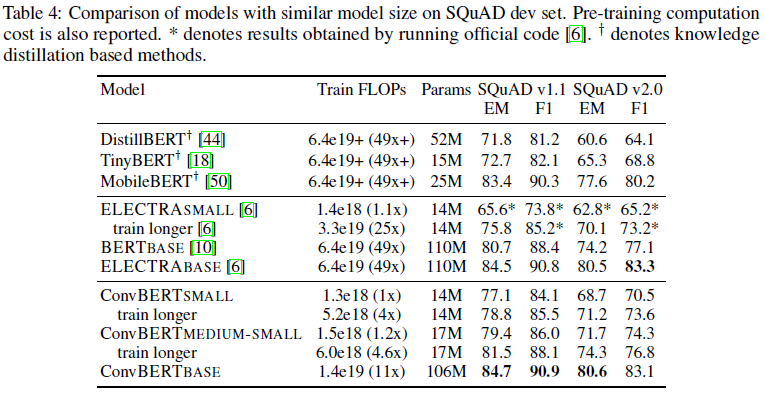 Table 4: Comparison of models with similar model size on SQuAD dev set. Pre-training computation
cost is also reported. * denotes results obtained by running official code [6]. † denotes knowledge
distillation based methods.
Model Train FLOPs Params SQuAD v1.1 SQuAD v2.0
EM F1 EM F1
DistillBERT† [44] 6.4e19+ (49x+) 52M 71.8 81.2 60.6 64.1
TinyBERT† [18] 6.4e19+ (49x+) 15M 72.7 82.1 65.3 68.8
MobileBERT† [50] 6.4e19+ (49x+) 25M 83.4 90.3 77.6 80.2
ELECTRASMALL [6] 1.4e18 (1.1x) 14M 65.6* 73.8* 62.8* 65.2*
train longer [6] 3.3e19 (25x) 14M 75.8 85.2* 70.1 73.2*
BERTBASE [10] 6.4e19 (49x) 110M 80.7 88.4 74.2 77.1
ELECTRABASE [6] 6.4e19 (49x) 110M 84.5 90.8 80.5 83.3
ConvBERTSMALL 1.3e18 (1x) 14M 77.1 84.1 68.7 70.5
train longer 5.2e18 (4x) 14M 78.8 85.5 71.2 73.6
ConvBERTMEDIUM-SMALL 1.5e18 (1.2x) 17M 79.4 86.0 71.7 74.3
train longer 6.0e18 (4.6x) 17M 81.5 88.1 74.3 76.8
ConvBERTBASE 1.4e19 (11x) 106M 84.7 90.9 80.6 83.1